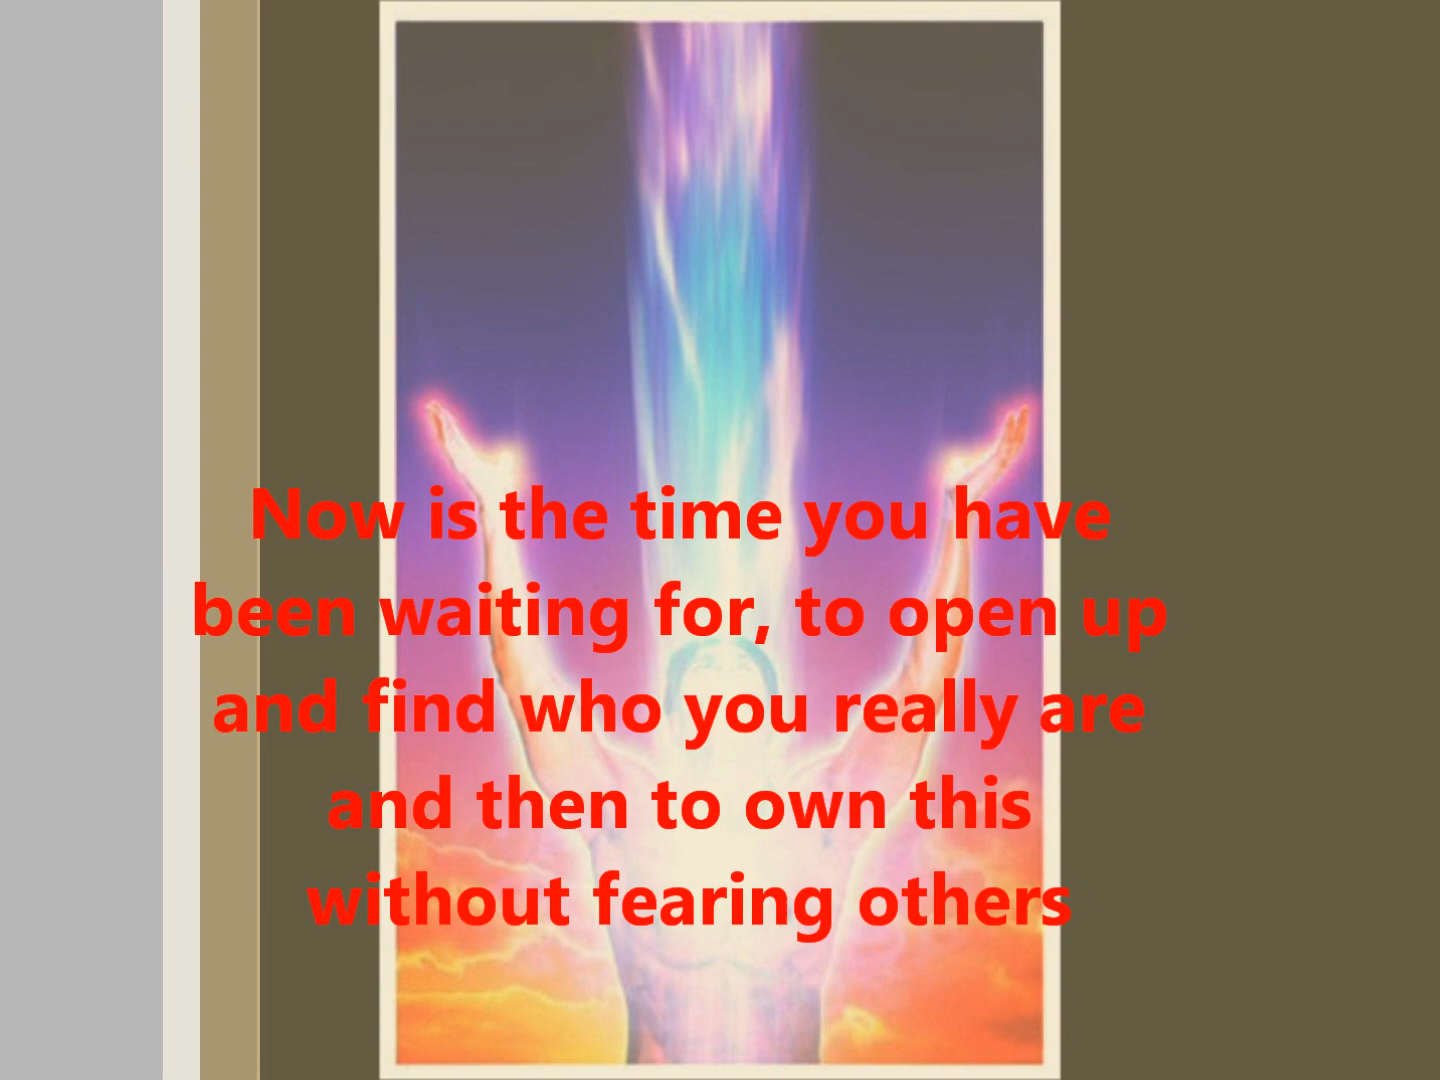 Now is the time you have
been waiting for, to open up
and find who you really are
and then to own this
without fearing others